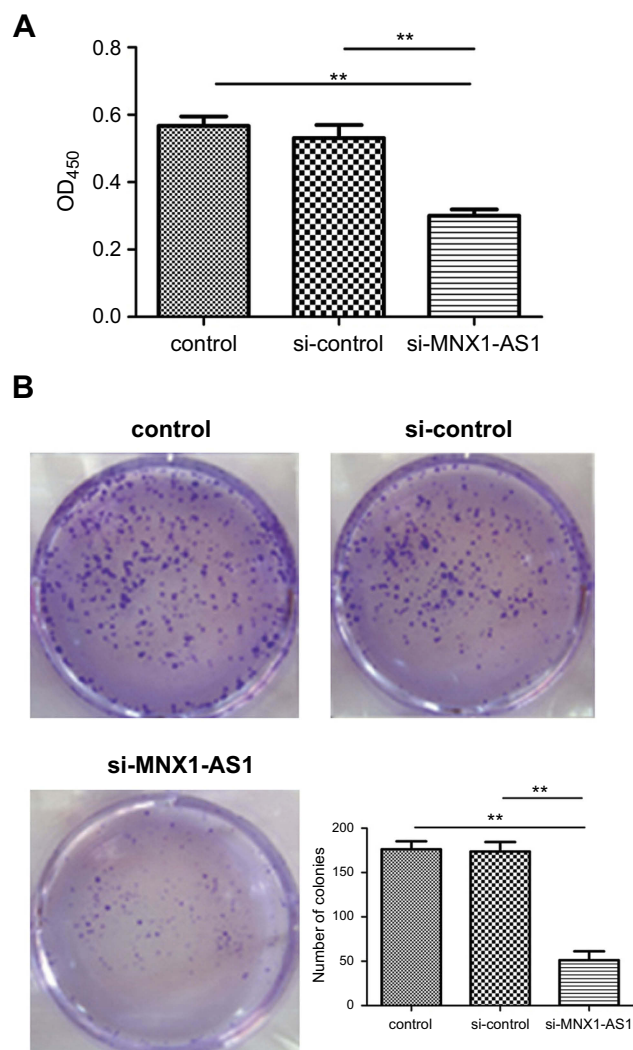 A
**
**
0.8
0.6
0.4
0.2
0.0
OD450
control si-control si-MNX1-AS1
B
control si-control
si-MNX1-AS1
**
**
200
150
100
50
0
Number of colonies
control si-control si-MNX1-AS1